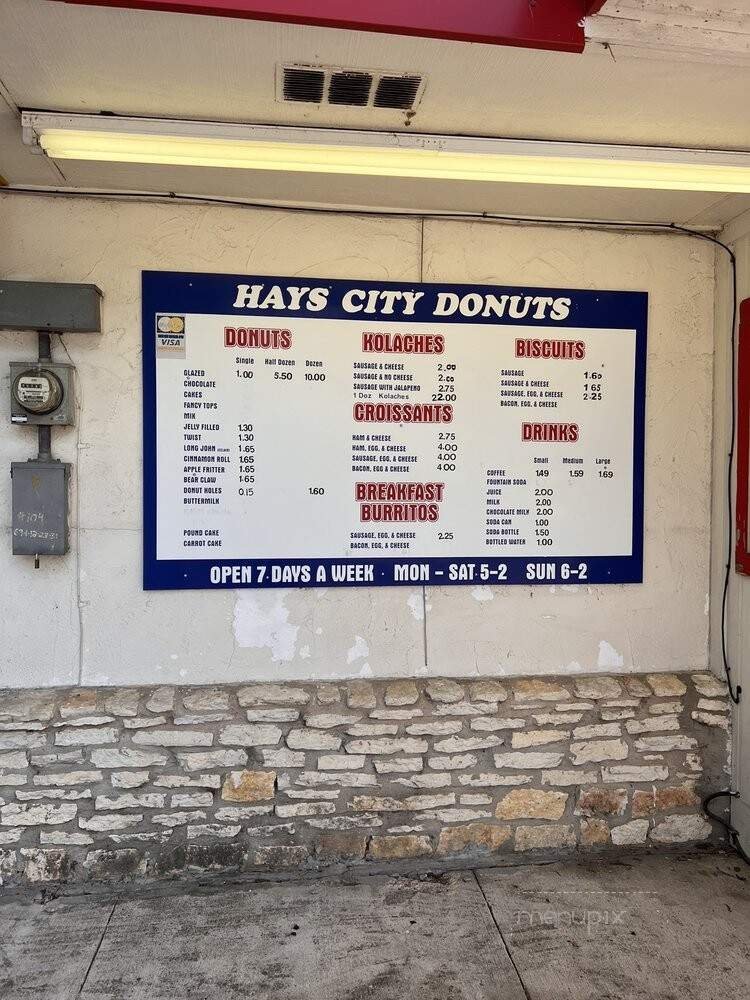 HAYS CITY DONUTS
VISA
DONUTS
Single Half Dozen Dozen
GLAZED 1.00 5.50 10.00
CHOCOLATE
CAKES
FANCY TOPS
MIX
JELLY FILLED 1.30
TWIST 1.30
LONG JOHN 1.65
CINNAMON ROLL 1.65
APPLE FRITTER 1.65
BEAR CLAW 1.65
DONUT HOLES 0.15 1.60
BUTTERMILK
POUND CAKE
CARROT CAKE
KOLACHES
SAUSAGE & CHEESE 2.00
SAUSAGE & NO CHEESE 2.00
SAUSAGE WITH JALAPENO 2.75
1 Doz Kolaches 22.00
CROISSANTS
HAM & CHEESE 2.75
HAM, EGG, & CHEESE 4.00
SAUSAGE, EGG, & CHEESE 4.00
BACON, EGG & CHEESE 4.00
BREAKFAST
BURRITOS
SAUSAGE, EGG, & CHEESE 2.25
BACON, EGG, & CHEESE
BISCUITS
SAUSAGE 1.60
SAUSAGE & CHEESE 1 65
SAUSAGE, EGG, & CHEESE 2.25
BACON, EGG, & CHEESE
DRINKS
Small Medium Large
COFFEE 1.49 1.59 1.69
FOUNTAIN SODA
JUICE 2.00
MILK 2.00
CHOCOLATE MILK 2.00
SODA CAN 1.00
SODA BOTTLE 1.50
BOTTLED WATER 1.00
OPEN 7 DAYS A WEEK · MON – SAT 5-2 SUN 6-2
menupix